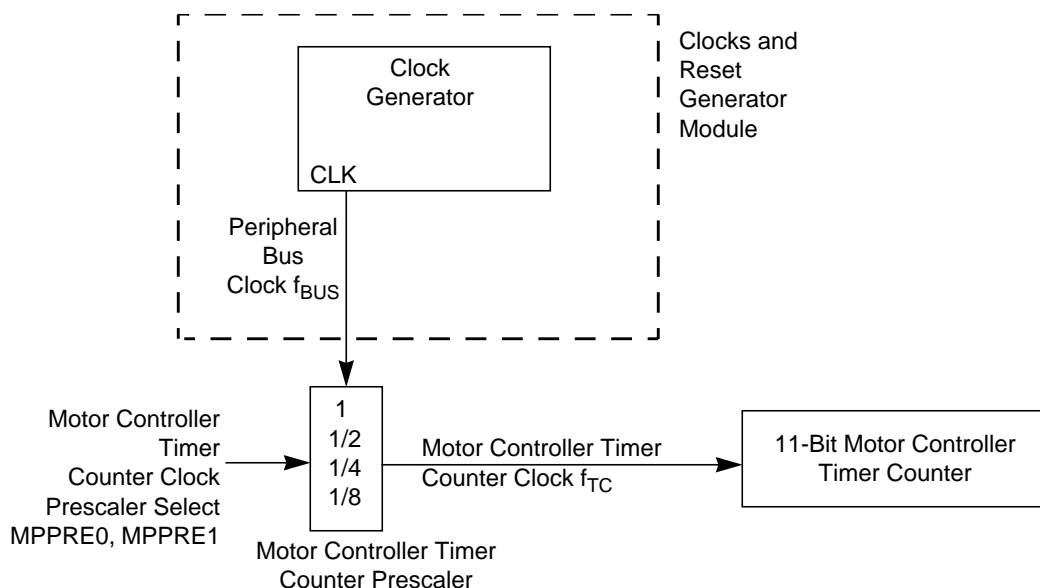 Clocks and
Reset
Generator
Module
Clock
Generator
CLK
Peripheral
Bus
Clock fBUS
Motor Controller
Timer
Counter Clock
Prescaler Select
MPPRE0, MPPRE1
1
1/2
1/4
1/8
Motor Controller Timer
Counter Prescaler
Motor Controller Timer
Counter Clock fTC
11-Bit Motor Controller
Timer Counter